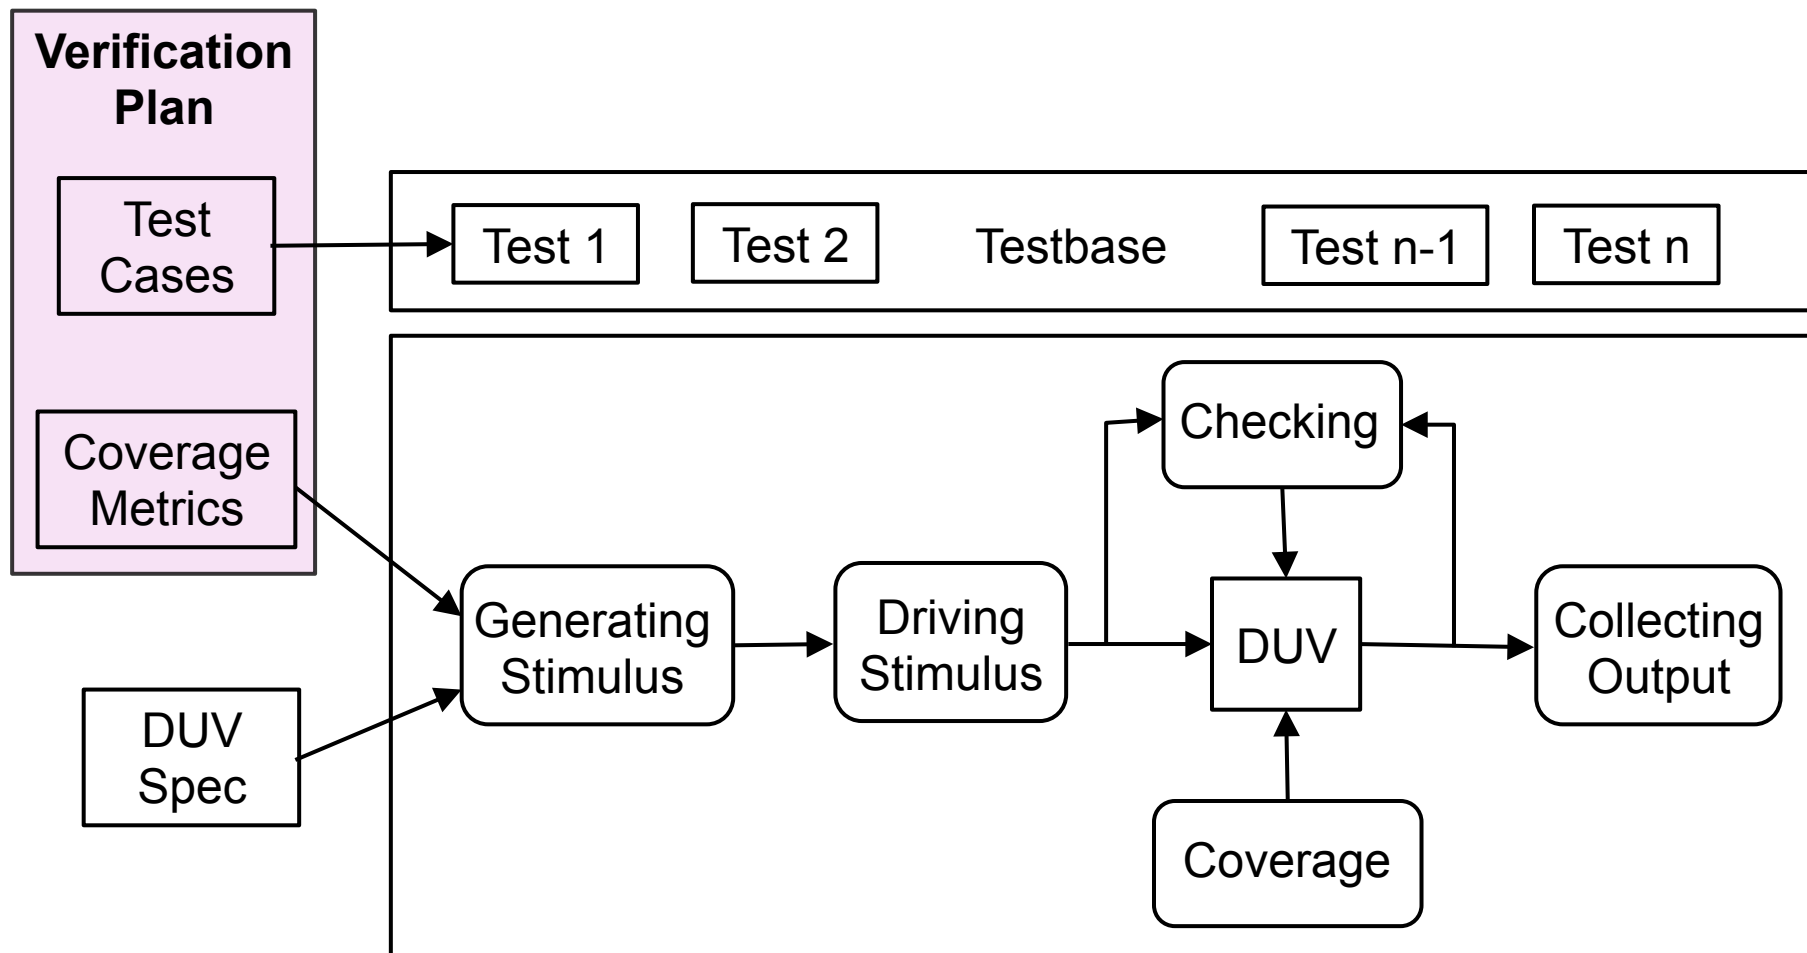 Verification
Plan
Test
Cases
Test 1
Test 2
Testbase
Test n-1
Test n
Coverage
Metrics
Checking
Generating
Stimulus
Driving
Stimulus
DUV
Collecting
Output
DUV
Spec
Coverage